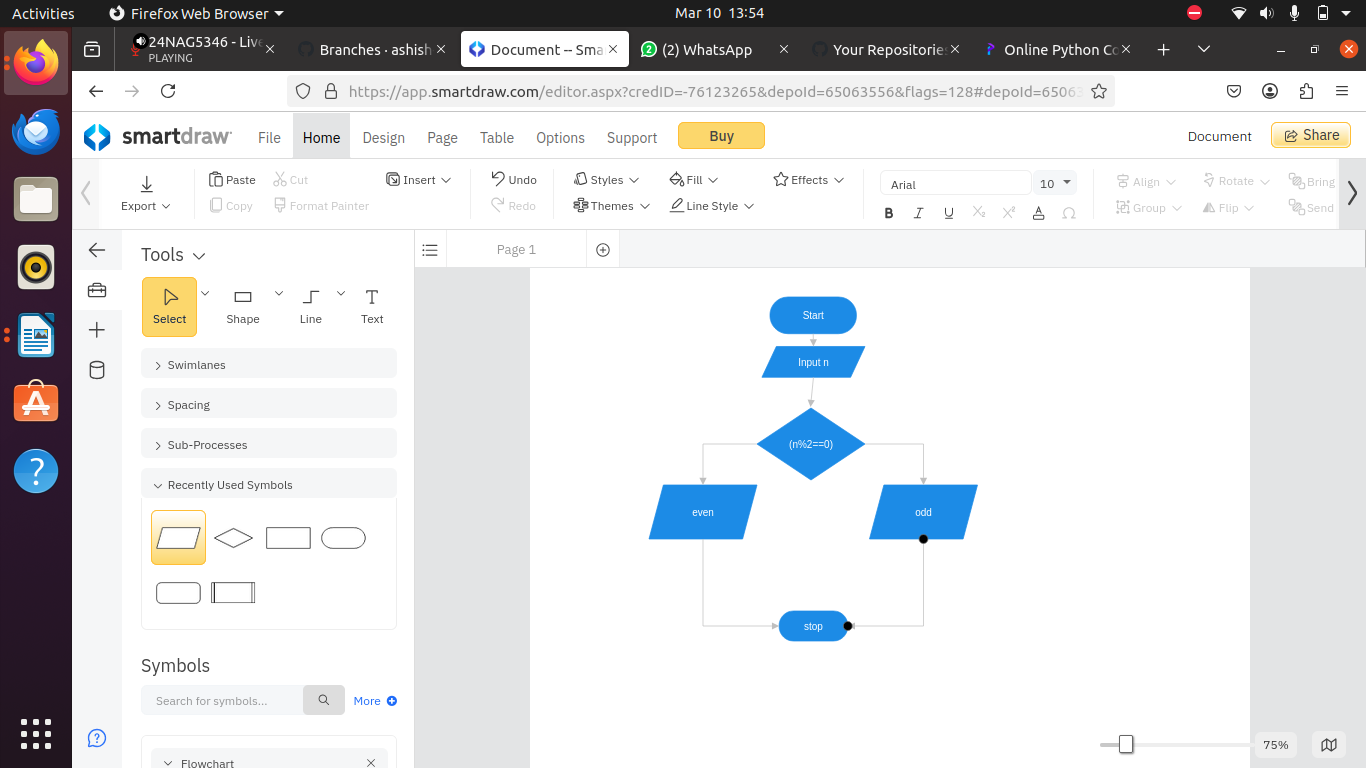 Activities Firefox Web Browser Mar 10 13:54
24NAG5346 - Live
PLAYING
Branches · ashish
Document -- Sma
(2) WhatsApp
Your Repositories
Online Python Co
https://app.smartdraw.com/editor.aspx?credID=-76123265&depoId=65063556&flags=128#depoId=65063
smartdraw File Home Design Page Table Options Support Buy Document Share
Export Paste Cut Insert Undo Styles Fill Effects Arial 10 Align Rotate Bring
Copy Format Painter Redo Themes Line Style B I U X₂ X² A Ω Group Flip Send
Tools
Select Shape Line Text
Swimlanes
Spacing
Sub-Processes
Recently Used Symbols
Symbols
Search for symbols... More
Flowchart
Page 1
Start
Input n
(n%2==0)
even odd
stop
75%